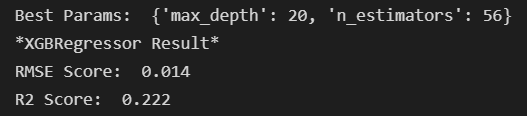 Best Params:  {'max_depth': 20, 'n_estimators': 56}
*XGBRegressor Result*
RMSE Score:  0.014
R2 Score:  0.222